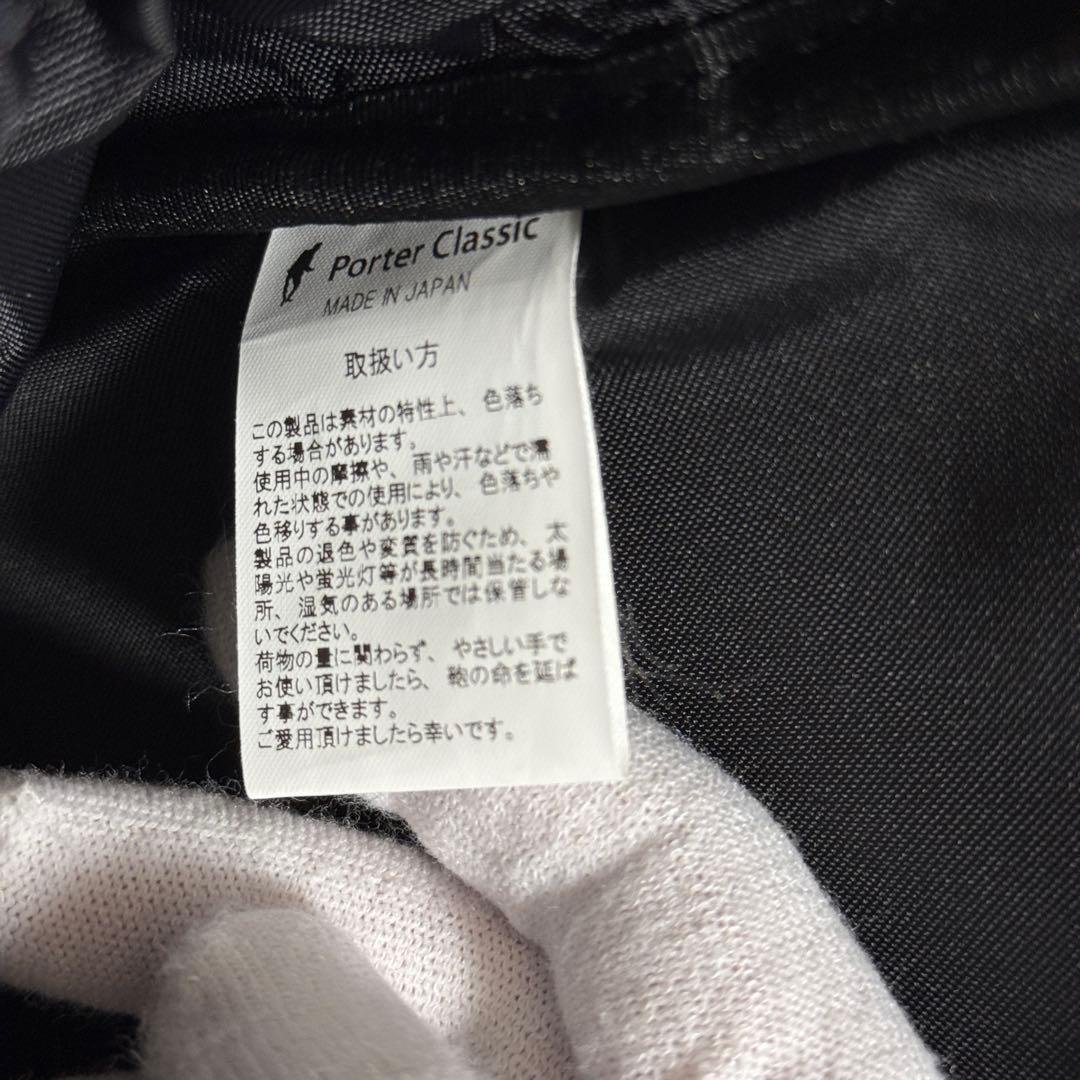 Porter Classic
MADE IN JAPAN
取扱い方
この製品は素材の特性上、色落ち
する場合があります。
使用中の摩擦や、雨や汗などで濡
れた状態での使用により、色落ちや
色移りする事があります。
製品の退色や変質を防ぐため、太
陽光や蛍光灯等が長時間当たる場
所、湿気のある場所では保管しな
いでください。
荷物の量に関わらず、やさしい手で
お使い頂けましたら、鞄の命を延ば
す事ができます。
ご愛用頂けましたら幸いです。